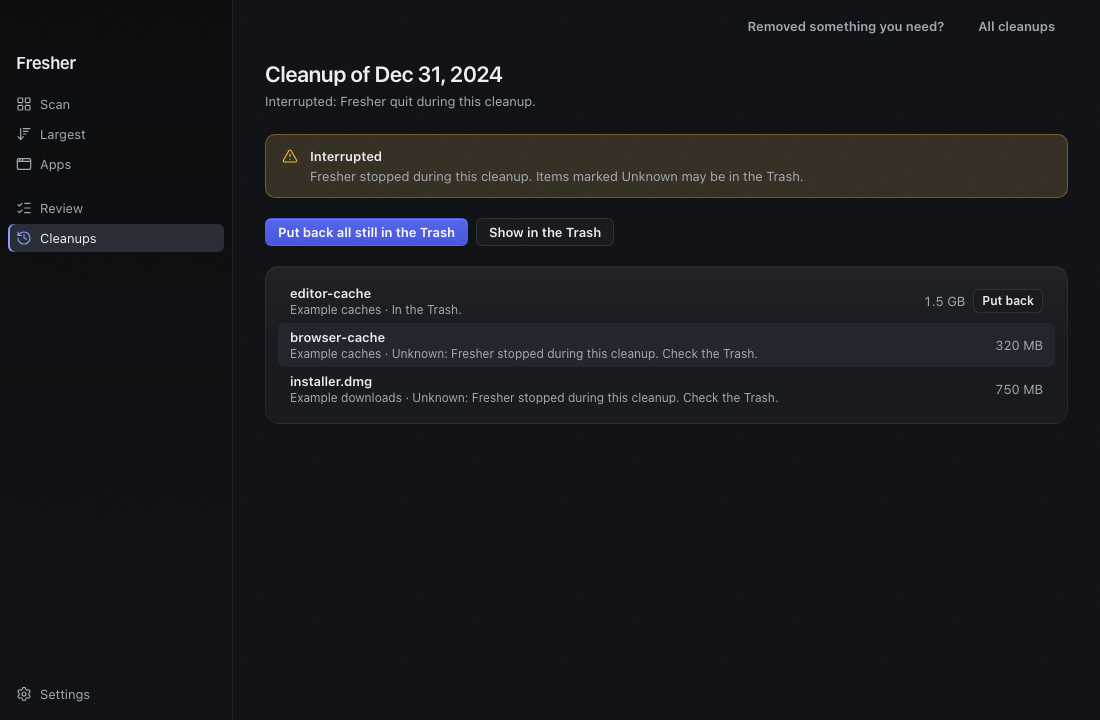 Removed something you need?
All cleanups
Fresher
Scan
Largest
Apps
Review
Cleanups
Settings
Cleanup of Dec 31, 2024
Interrupted: Fresher quit during this cleanup.
Interrupted
Fresher stopped during this cleanup. Items marked Unknown may be in the Trash.
Put back all still in the Trash
Show in the Trash
editor-cache
Example caches · In the Trash.
1.5 GB
Put back
browser-cache
Example caches · Unknown: Fresher stopped during this cleanup. Check the Trash.
320 MB
installer.dmg
Example downloads · Unknown: Fresher stopped during this cleanup. Check the Trash.
750 MB